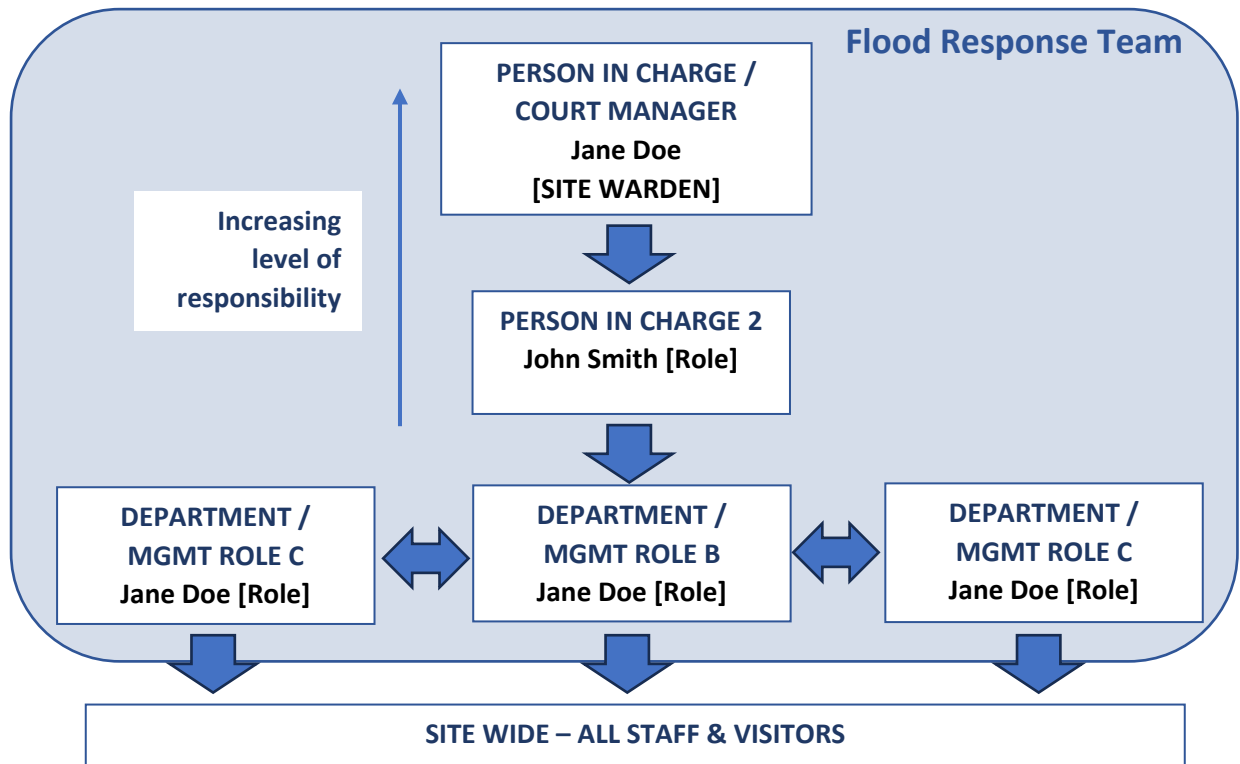 Flood Response Team
PERSON IN CHARGE /
COURT MANAGER
Jane Doe
[SITE WARDEN]
Increasing
level of
responsibility
PERSON IN CHARGE 2
John Smith [Role]
DEPARTMENT /
MGMT ROLE C
Jane Doe [Role]
DEPARTMENT /
MGMT ROLE B
Jane Doe [Role]
DEPARTMENT /
MGMT ROLE C
Jane Doe [Role]
SITE WIDE – ALL STAFF & VISITORS